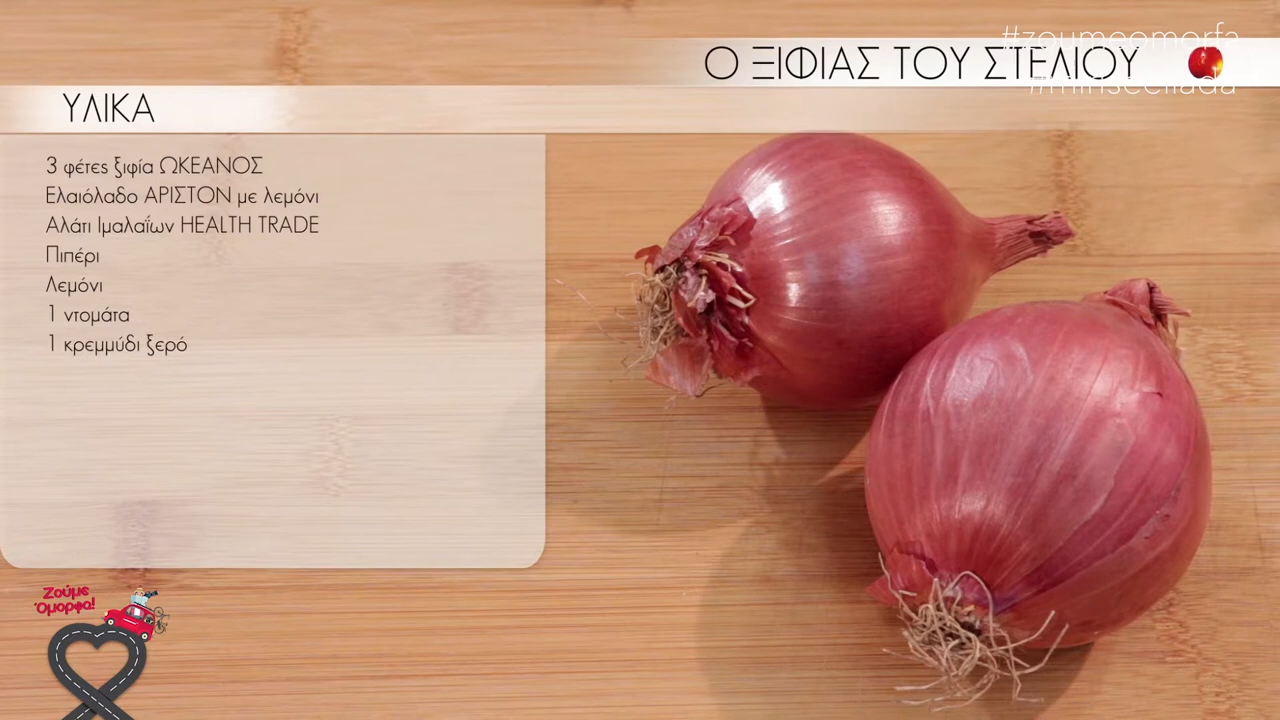 #zoumeomorfa
Ο ΞΙΦΙΑΣ ΤΟΥ ΣΤΕΛΙΟΥ
ΥΛΙΚΑ
3 φέτες ξιφία ΩΚΕΑΝΟΣ
Ελαιόλαδο ΑΡΙΣΤΟΝ με λεμόνι
Αλάτι Ιμαλαΐων HEALTH TRADE
Πιπέρι
Λεμόνι
1 ντομάτα
1 κρεμμύδι ξερό
Ζούμε
Όμορφα!